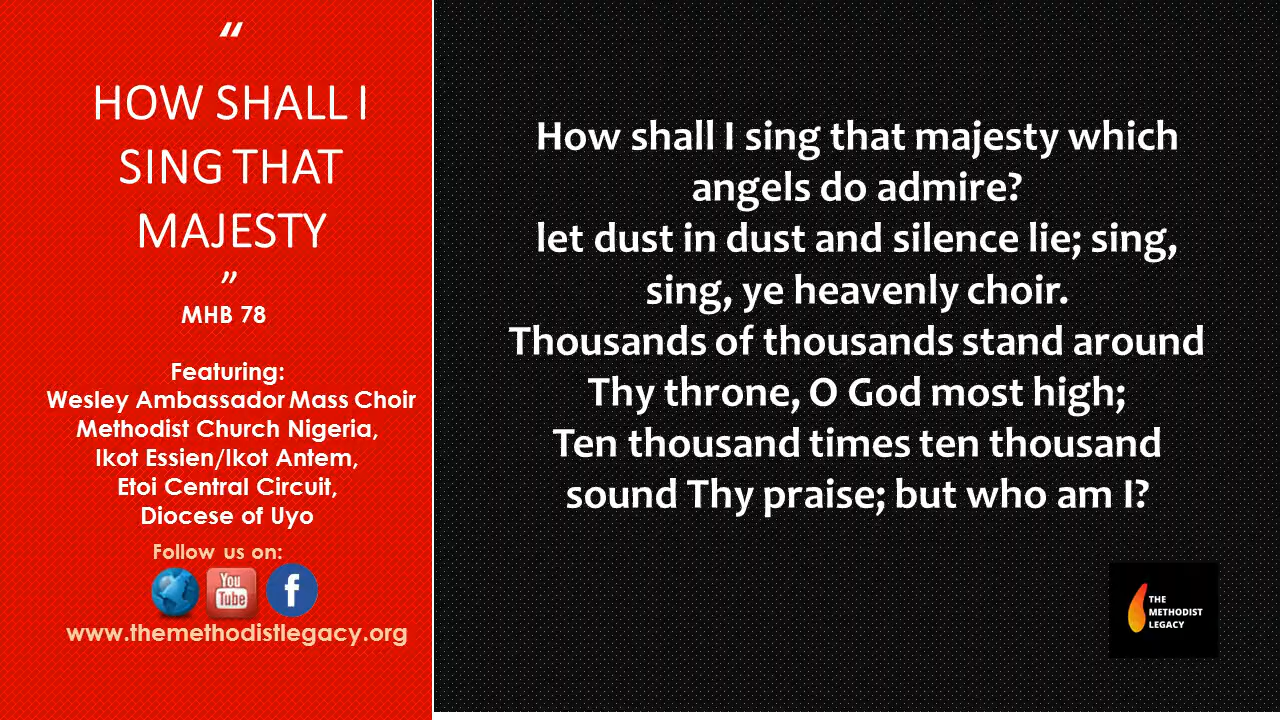 “
HOW SHALL I
SING THAT
MAJESTY
”
MHB 78
Featuring:
Wesley Ambassador Mass Choir
Methodist Church Nigeria,
Ikot Essien/Ikot Antem,
Etoi Central Circuit,
Diocese of Uyo
Follow us on:
You
Tube
f
www.themethodistlegacy.org
How shall I sing that majesty which
angels do admire?
let dust in dust and silence lie; sing,
sing, ye heavenly choir.
Thousands of thousands stand around
Thy throne, O God most high;
Ten thousand times ten thousand
sound Thy praise; but who am I?
THE
METHODIST
LEGACY